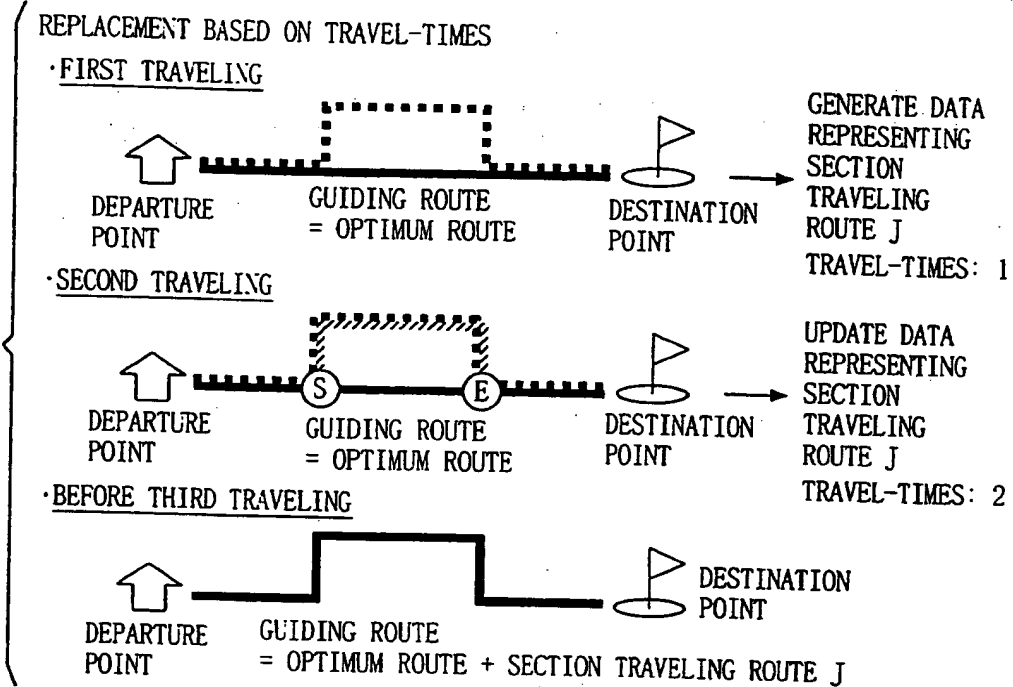 REPLACEMENT BASED ON TRAVEL-TIMES
·FIRST TRAVELING
DEPARTURE
POINT
GUIDING ROUTE
= OPTIMUM ROUTE
DESTINATION
POINT
GENERATE DATA
REPRESENTING
SECTION
TRAVELING
ROUTE J
TRAVEL-TIMES: 1
·SECOND TRAVELING
S
E
DEPARTURE
POINT
GUIDING ROUTE
= OPTIMUM ROUTE
DESTINATION
POINT
UPDATE DATA
REPRESENTING
SECTION
TRAVELING
ROUTE J
TRAVEL-TIMES: 2
·BEFORE THIRD TRAVELING
DEPARTURE
POINT
GUIDING ROUTE
= OPTIMUM ROUTE + SECTION TRAVELING ROUTE J
DESTINATION
POINT